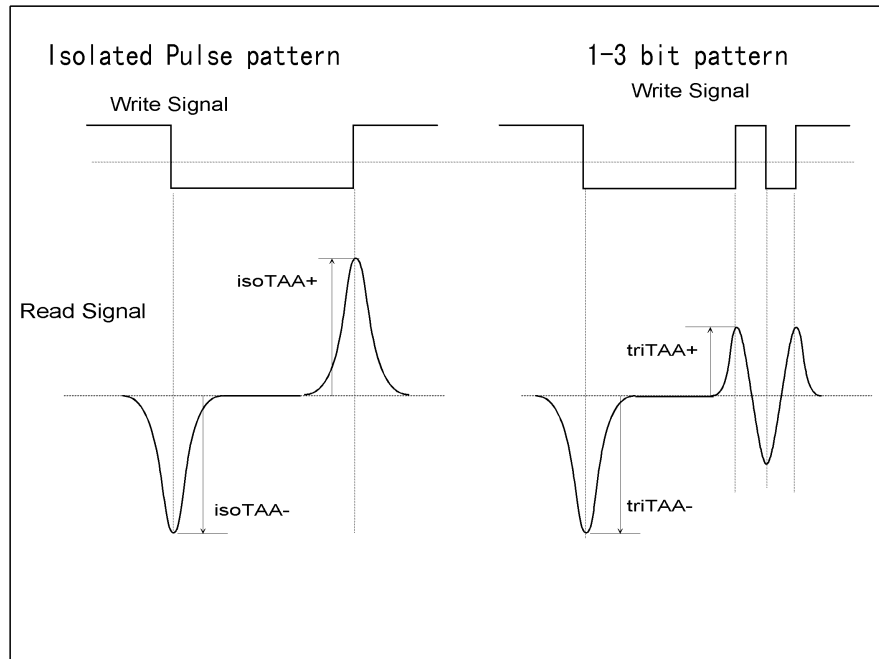 Isolated Pulse pattern
1-3 bit pattern
Write Signal
Write Signal
isoTAA+
Read Signal
triTAA+
isoTAA-
triTAA-